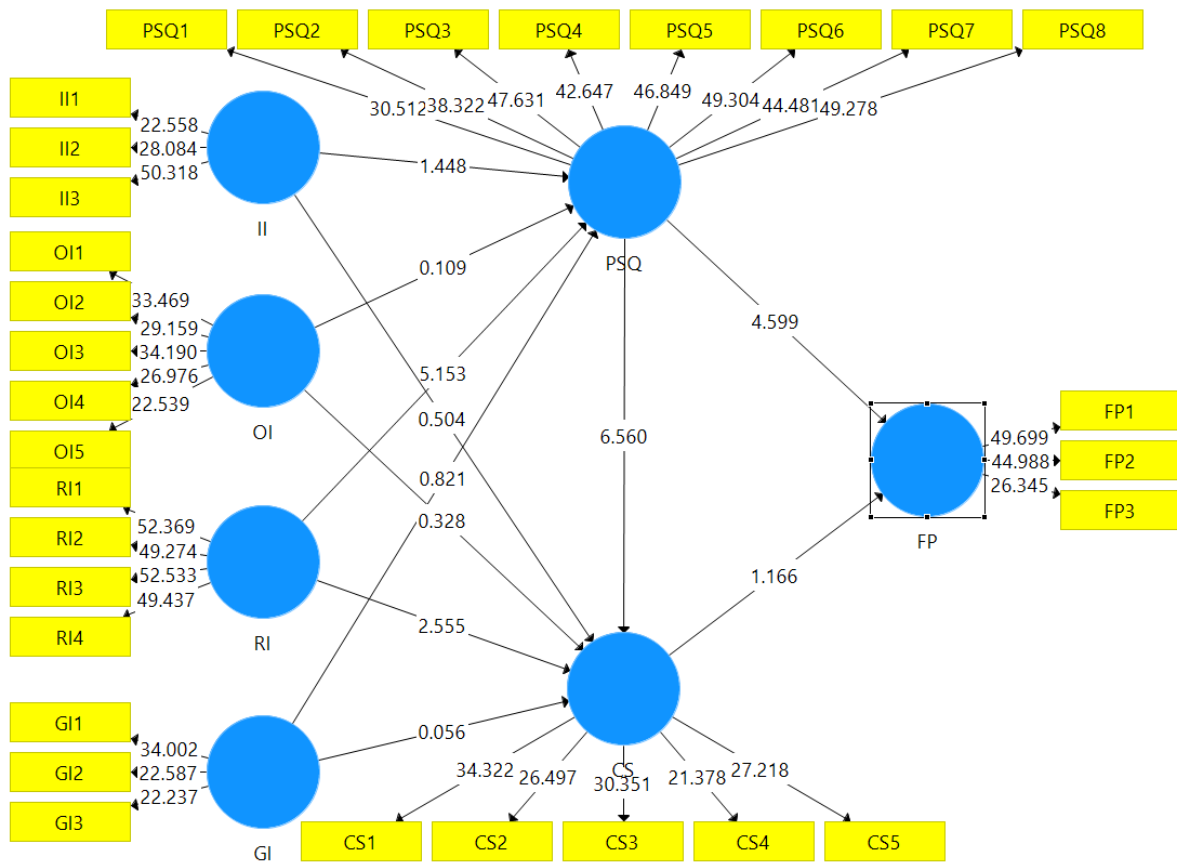 PSQ1 PSQ2 PSQ3 PSQ4 PSQ5 PSQ6 PSQ7 PSQ8
30.512 38.322 47.631 42.647 46.849 49.304 44.481 49.278
II1
II2
II3
22.558
28.084
50.318
II
1.448
PSQ
OI1
OI2
OI3
OI4
OI5
33.469
29.159
34.190
26.976
22.539
OI
0.109
4.599
5.153
0.504
6.560
0.821
0.328
FP1
FP2
FP3
49.699
44.988
26.345
FP
RI1
RI2
RI3
RI4
52.369
49.274
52.533
49.437
RI
2.555
1.166
GI1
GI2
GI3
34.002
22.587
22.237
GI
0.056
CS
34.322 26.497 30.351 21.378 27.218
CS1 CS2 CS3 CS4 CS5